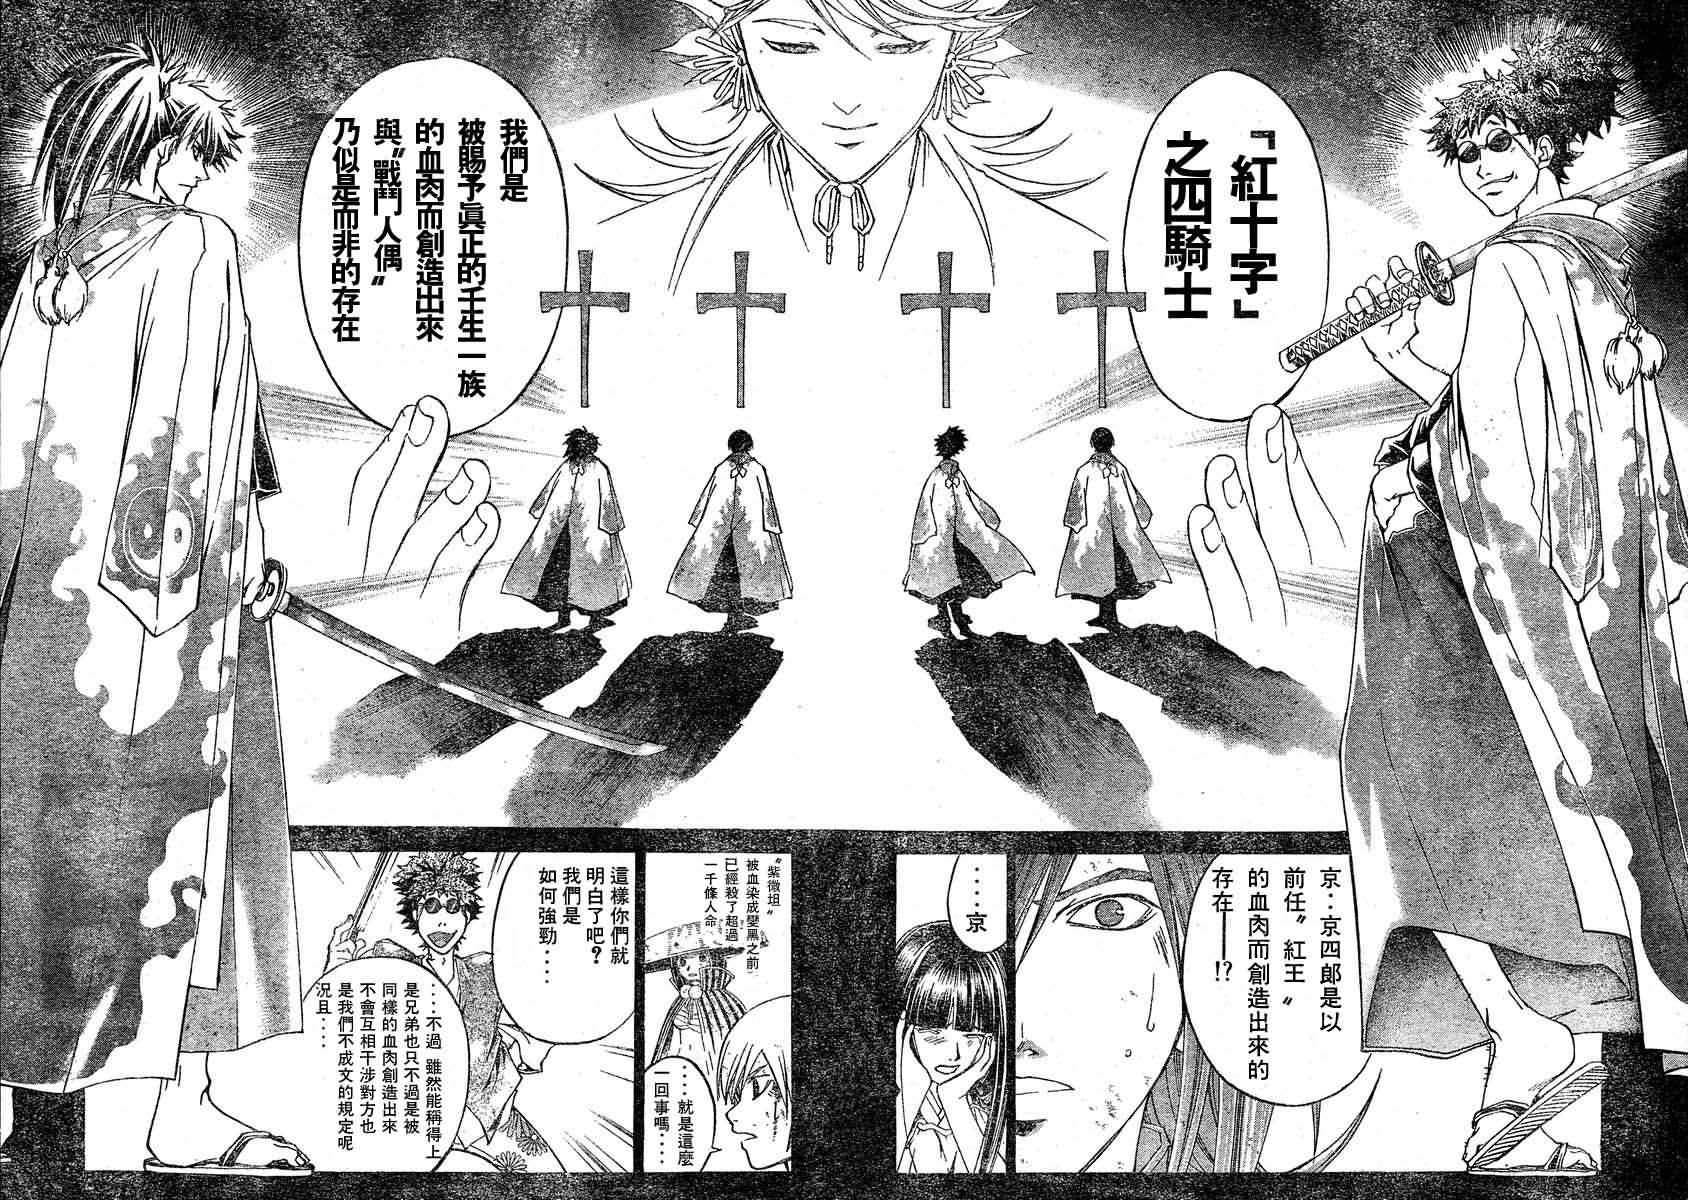 『紅十字』
之四騎士
我們是
被賜予真正的壬生一族
的血肉而創造出來
與〝戰鬥人偶〞
乃似是而非的存在
京‥京四郎是以
前任〝紅王〞
的血肉而創造出來的
存在——!?
‥‥京
〝紫微垣〞
被血染成變黑之前
已經殺了超過
一千條人命
‥‥就是這麼
一回事嗎‥‥
這樣你們就
明白了吧?
我們是
如何強勁‥‥
‥‥不過 雖然能稱得上
是兄弟也只不過是被
同樣的血肉創造出來
不會互相干涉對方也
是我們不成文的規定呢
況且‥‥